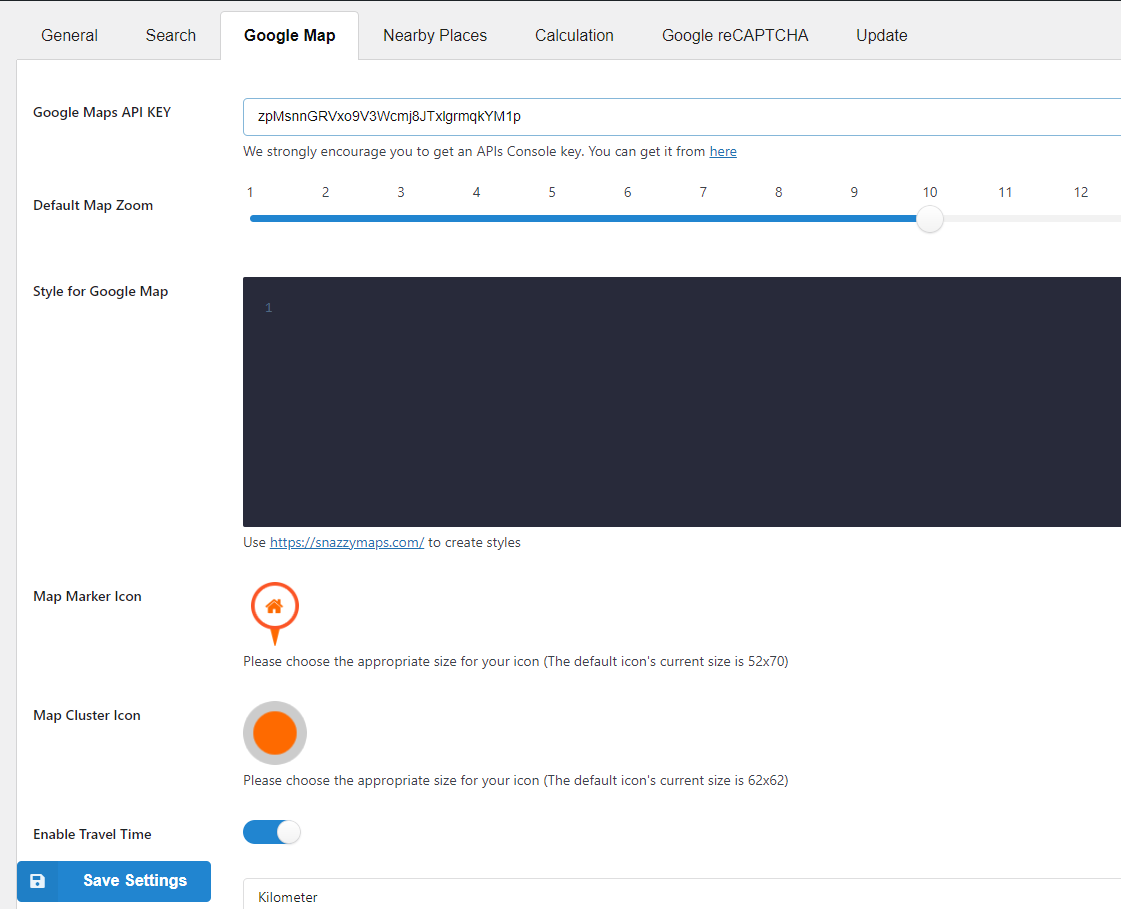 General Search Google Map Nearby Places Calculation Google reCAPTCHA Update
Google Maps API KEY
zpMsnnGRVxo9V3Wcmj8JTxlgrmqkYM1p
We strongly encourage you to get an APIs Console key. You can get it from here
Default Map Zoom
1 2 3 4 5 6 7 8 9 10 11 12
Style for Google Map
1
Use https://snazzymaps.com/ to create styles
Map Marker Icon
Please choose the appropriate size for your icon (The default icon's current size is 52x70)
Map Cluster Icon
Please choose the appropriate size for your icon (The default icon's current size is 62x62)
Enable Travel Time
Save Settings
Kilometer